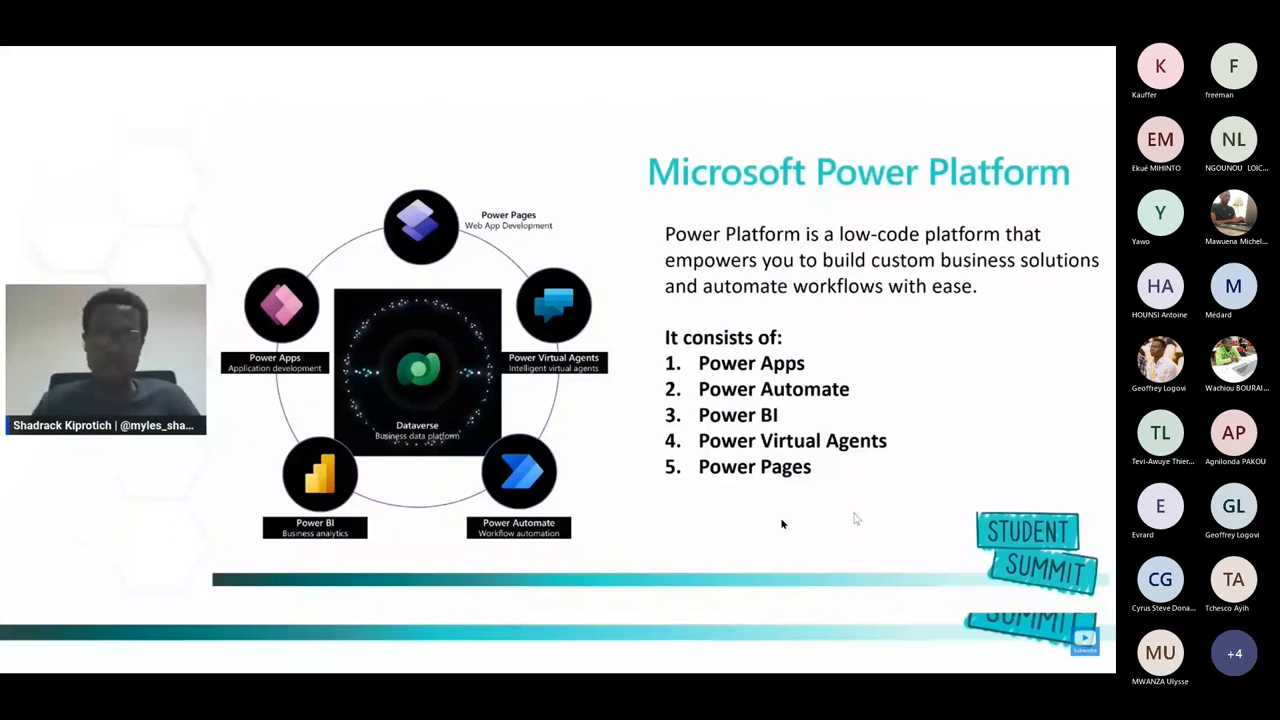 Microsoft Power Platform
Power Platform is a low-code platform that
empowers you to build custom business solutions
and automate workflows with ease.
It consists of:
1. Power Apps
2. Power Automate
3. Power BI
4. Power Virtual Agents
5. Power Pages
Power Pages
Web App Development
Power Apps
Application development
Power Virtual Agents
Intelligent virtual agents
Dataverse
Business data platform
Power BI
Business analytics
Power Automate
Workflow automation
Shadrack Kiprotich | @myles_sha...
STUDENT
SUMMIT
SUMMIT
Subscribe
K
Kauffer
F
freeman
EM
Ekué MIHINTO
NL
NGOUNOU LOIC...
Y
Yawo
Mawuena Michel...
HA
HOUNSI Antoine
M
Médard
Geoffrey Logovi
Wachiou BOURAI...
TL
Tevi-Awuye Thier...
AP
Agnilonda PAKOU
E
Evrard
GL
Geoffrey Logovi
CG
Cyrus Steve Dona...
TA
Tchesco Ayih
MU
MWANZA Ulysse
+4